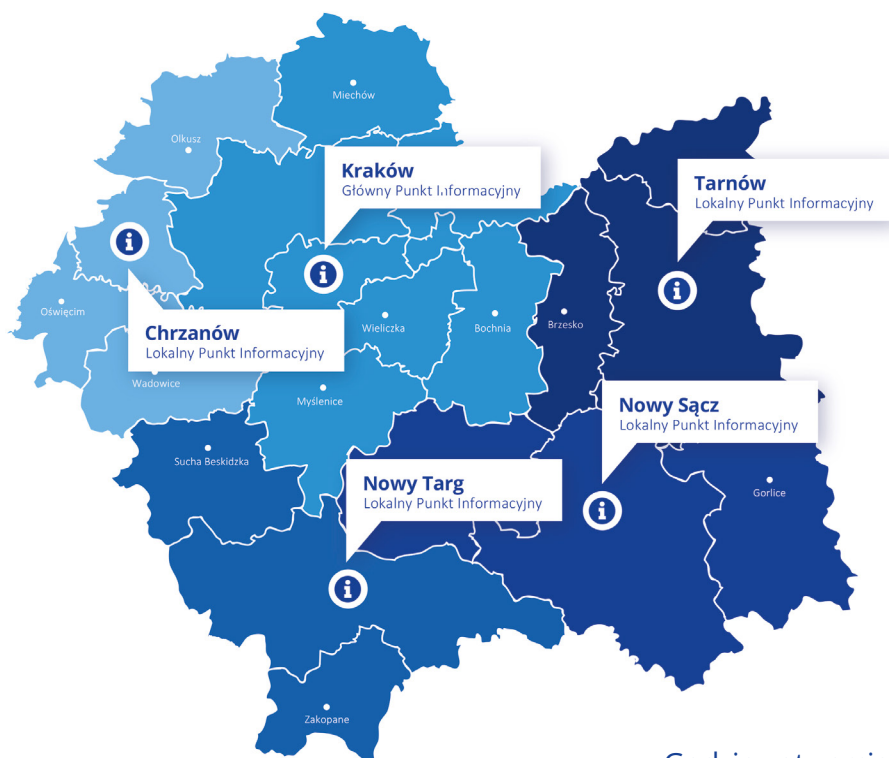 Miechów
Olkusz
Kraków
Główny Punkt Informacyjny
Tarnów
Lokalny Punkt Informacyjny
Oświęcim
Chrzanów
Lokalny Punkt Informacyjny
Wieliczka
Bochnia
Brzesko
Wadowice
Myślenice
Nowy Sącz
Lokalny Punkt Informacyjny
Sucha Beskidzka
Nowy Targ
Lokalny Punkt Informacyjny
Gorlice
Zakopane